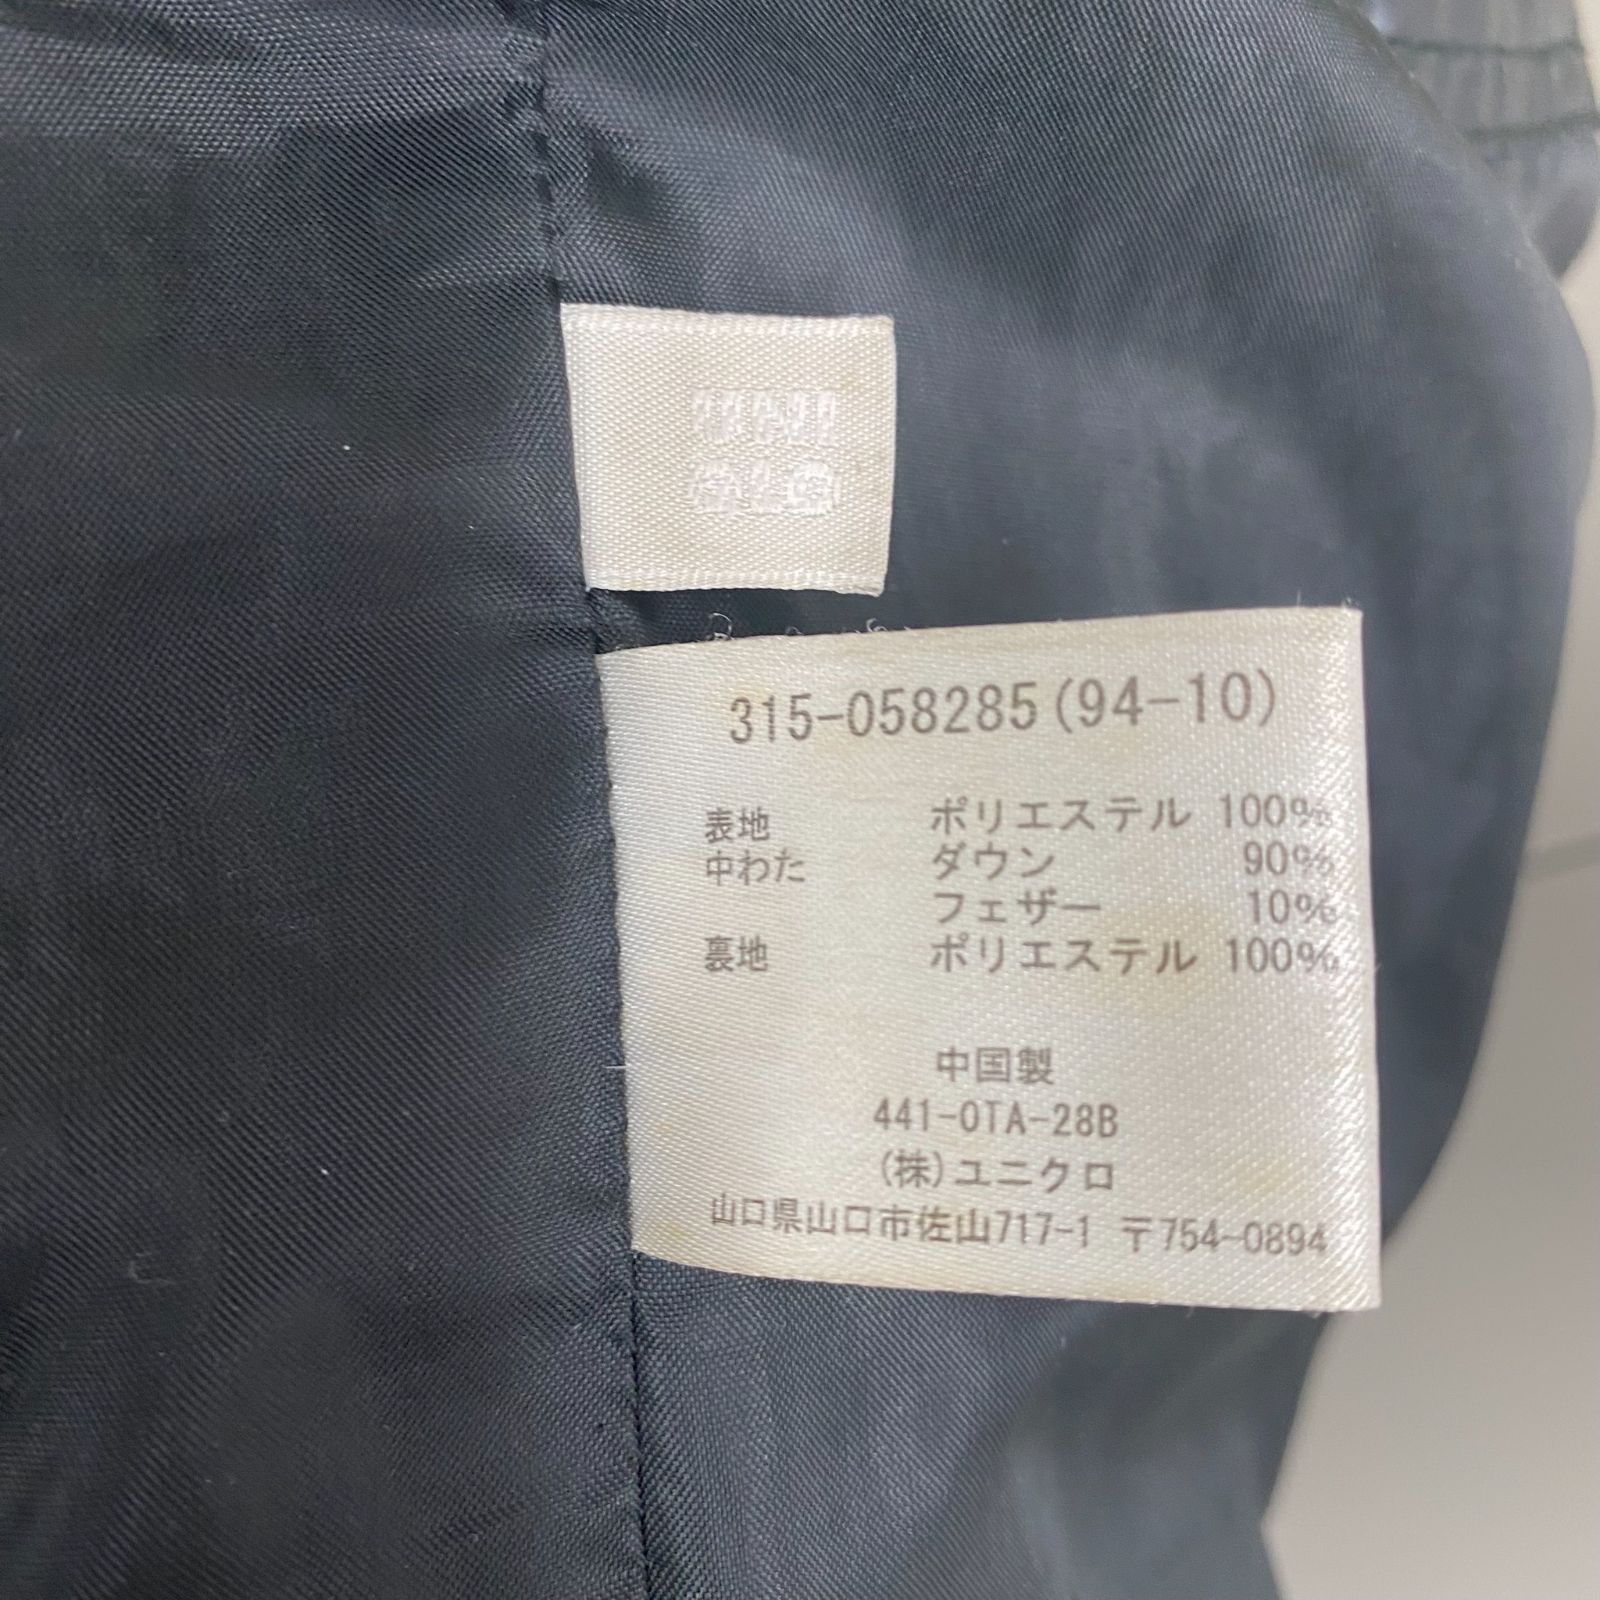 UNI
QLO
315-058285(94-10)
表地 ポリエステル 100%
中わた ダウン 90%
フェザー 10%
裏地 ポリエステル 100%
中国製
441-OTA-28B
(株)ユニクロ
山口県山口市佐山717-1 〒754-0894